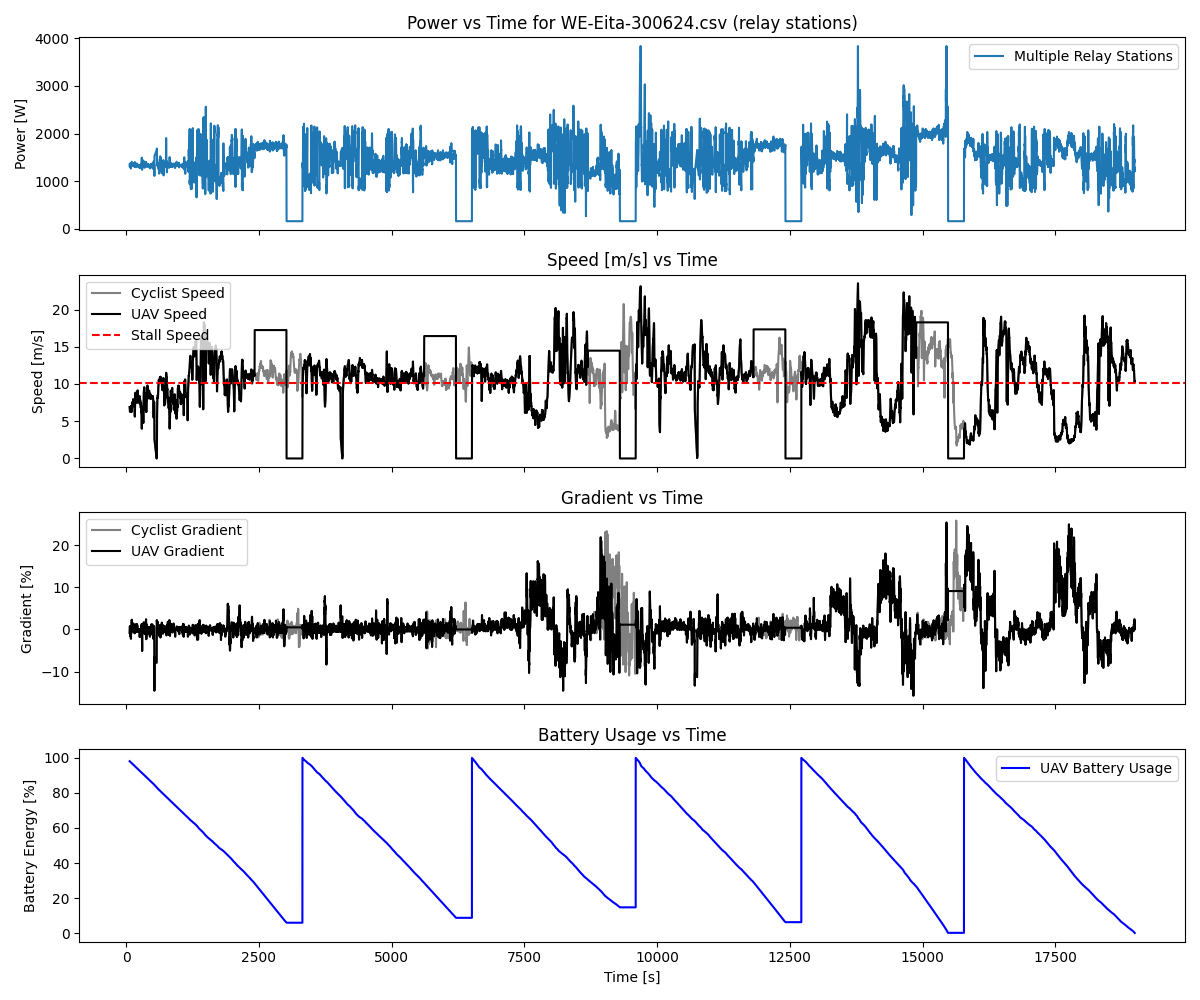 Power vs Time for WE-Eita-300624.csv (relay stations)
4000
3000
2000
1000
0
Power [W]
Multiple Relay Stations
Speed [m/s] vs Time
20
15
10
5
0
Speed [m/s]
Cyclist Speed
UAV Speed
Stall Speed
Gradient vs Time
20
10
0
−10
Gradient [%]
Cyclist Gradient
UAV Gradient
Battery Usage vs Time
100
80
60
40
20
0
Battery Energy [%]
UAV Battery Usage
0 2500 5000 7500 10000 12500 15000 17500
Time [s]